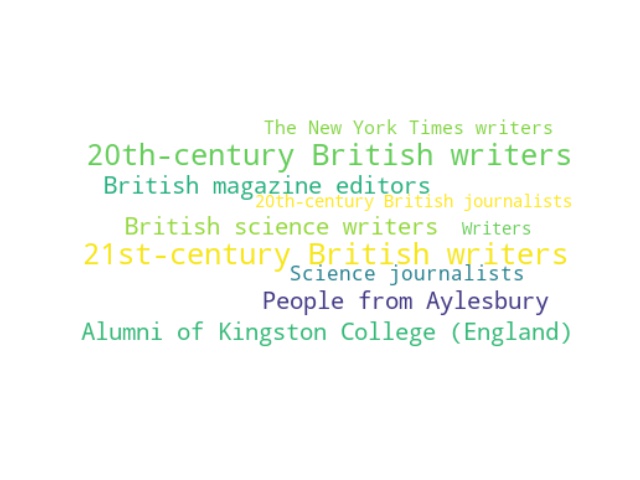 The New York Times writers
20th-century British writers
British magazine editors
20th-century British journalists
British science writers
Writers
21st-century British writers
Science journalists
People from Aylesbury
Alumni of Kingston College (England)